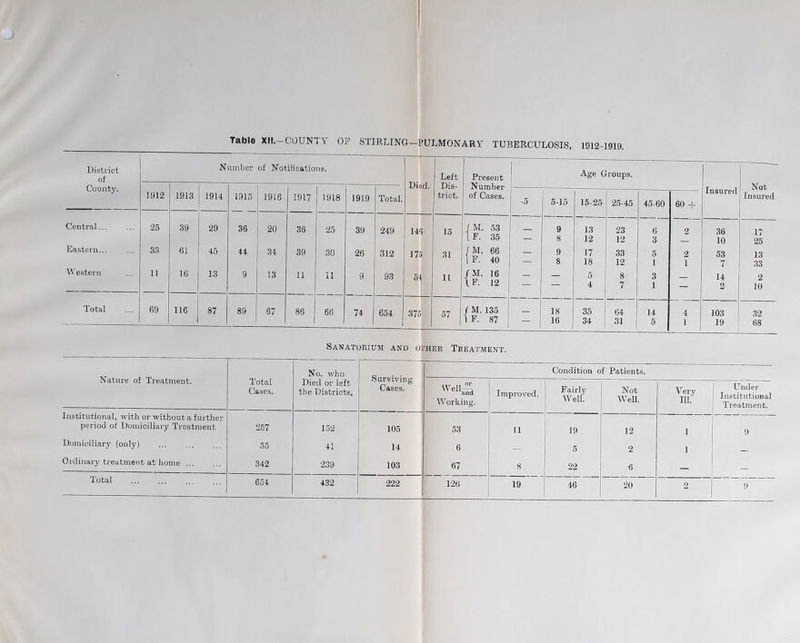 Table XII.—COUNTY OF STIRLING—PULMONARY TUBERCULOSIS, 1912-1919.
District of County. | Number of Notifications. | Died. | Left District. | Present Number of Cases. | Age Groups. | Insured | Not Insured
1912 | 1913 | 1914 | 1915 | 1916 | 1917 | 1918 | 1919 | Total. | -5 | 5-15 | 15-25 | 25-45 | 45-60 | 60 +
Central... ... | 25 | 39 | 29 | 36 | 20 | 36 | 25 | 39 | 249 | 146 | 15 | M. 53 | — | 9 | 13 | 23 | 6 | 2 | 36 | 17
F. 35 | — | 8 | 12 | 12 | 3 | — | 10 | 25
Eastern... ... | 33 | 61 | 45 | 44 | 34 | 39 | 30 | 26 | 312 | 175 | 31 | M. 66 | — | 9 | 17 | 33 | 5 | 2 | 53 | 13
F. 40 | — | 8 | 18 | 12 | 1 | 1 | 7 | 33
Western ... | 11 | 16 | 13 | 9 | 13 | 11 | 11 | 9 | 93 | 54 | 11 | M. 16 | — | — | 5 | 8 | 3 | — | 14 | 2
F. 12 | — | — | 4 | 7 | 1 | — | 2 | 10
Total ... | 69 | 116 | 87 | 89 | 67 | 86 | 66 | 74 | 654 | 375 | 57 | M. 135 | — | 18 | 35 | 64 | 14 | 4 | 103 | 32
F. 87 | — | 16 | 34 | 31 | 5 | 1 | 19 | 68
SANATORIUM AND OTHER TREATMENT.
Nature of Treatment. | Total Cases. | No. who Died or left the Districts. | Surviving Cases. | Condition of Patients.
Well or and Working. | Improved. | Fairly Well. | Not Well. | Very Ill. | Under Institutional Treatment.
Institutional, with or without a further
period of Domiciliary Treatment | 257 | 152 | 105 | 53 | 11 | 19 | 12 | 1 | 9
Domiciliary (only) ... ... ... | 55 | 41 | 14 | 6 | — | 5 | 2 | 1 | —
Ordinary treatment at home ... ... | 342 | 239 | 103 | 67 | 8 | 22 | 6 | — | —
Total ... ... ... ... | 654 | 432 | 222 | 126 | 19 | 46 | 20 | 2 | 9